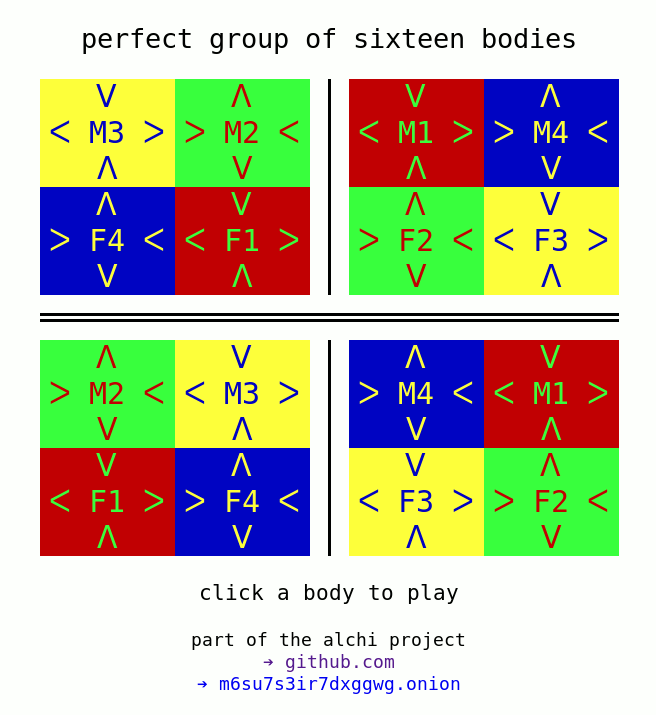 perfect group of sixteen bodies
V Λ V Λ
< M3 > > M2 < < M1 > > M4 <
Λ V Λ V
Λ V Λ V
> F4 < < F1 > > F2 < < F3 >
V Λ V Λ
Λ V Λ V
> M2 < < M3 > > M4 < < M1 >
V Λ V Λ
V Λ V Λ
< F1 > > F4 < < F3 > > F2 <
Λ V Λ V
click a body to play
part of the alchi project
➔ github.com
➔ m6su7s3ir7dxggwg.onion